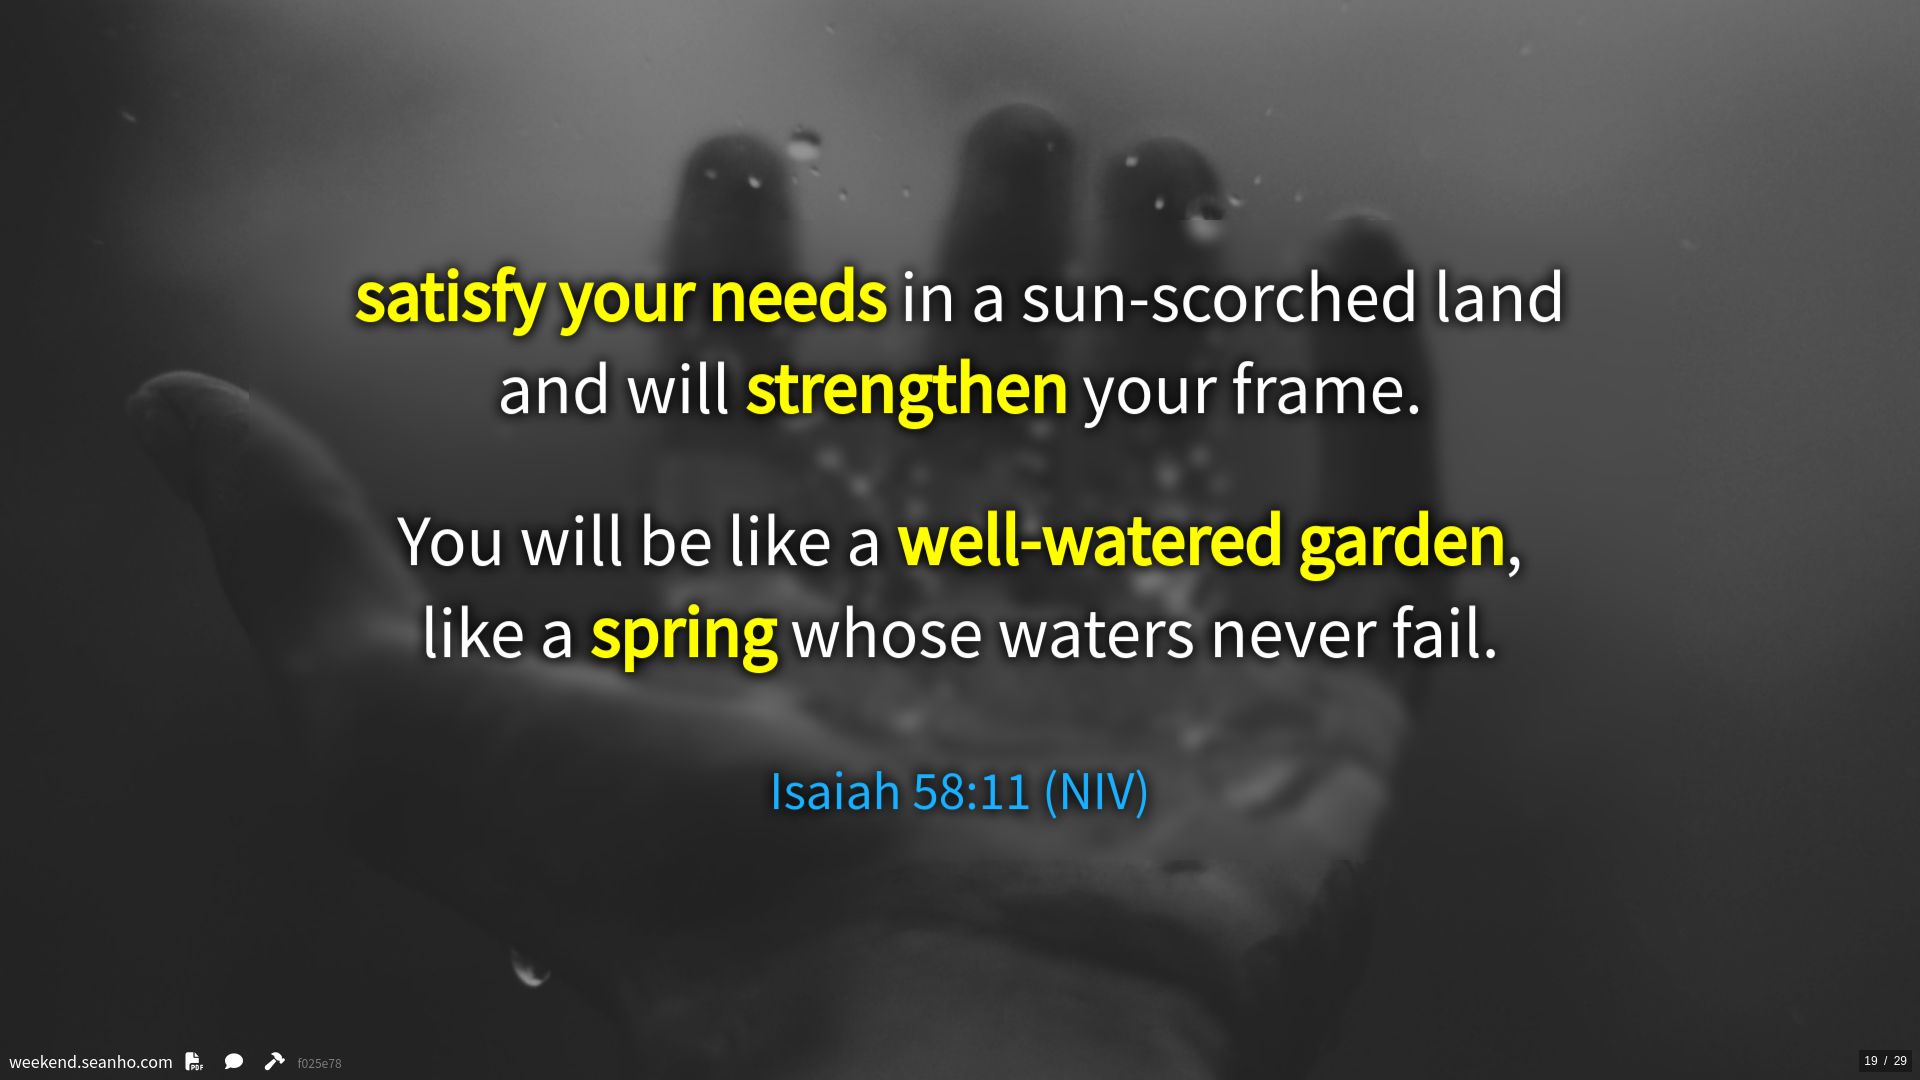 satisfy your needs in a sun-scorched land
and will strengthen your frame.
You will be like a well-watered garden,
like a spring whose waters never fail.
Isaiah 58:11 (NIV)
weekend.seanho.com PDF f025e78
19 / 29